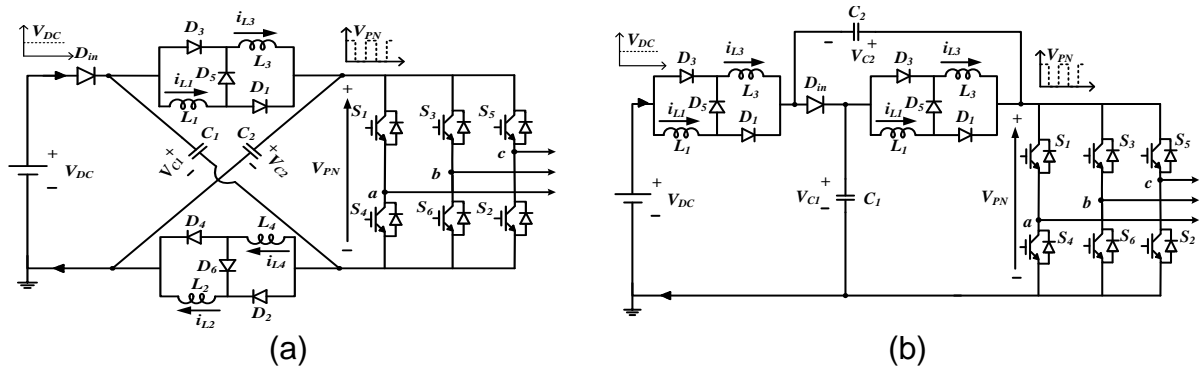 V_DC
D_in
D_3
i_L3
L_3
i_L1
D_5
L_1
D_1
V_PN
C_1
C_2
+
V_C1
−
+
V_C2
−
+
V_DC
−
+
V_PN
−
S_1
S_3
S_5
c
b
a
S_4
S_6
S_2
D_4
L_4
D_6
i_L4
L_2
D_2
i_L2
(a)
V_DC
C_2
−
V_C2
+
D_3
i_L3
L_3
i_L1
D_5
L_1
D_1
D_in
D_3
i_L3
L_3
i_L1
D_5
L_1
D_1
V_PN
+
V_DC
−
+
V_C1
−
C_1
+
V_PN
−
S_1
S_3
S_5
c
b
a
S_4
S_6
S_2
(b)